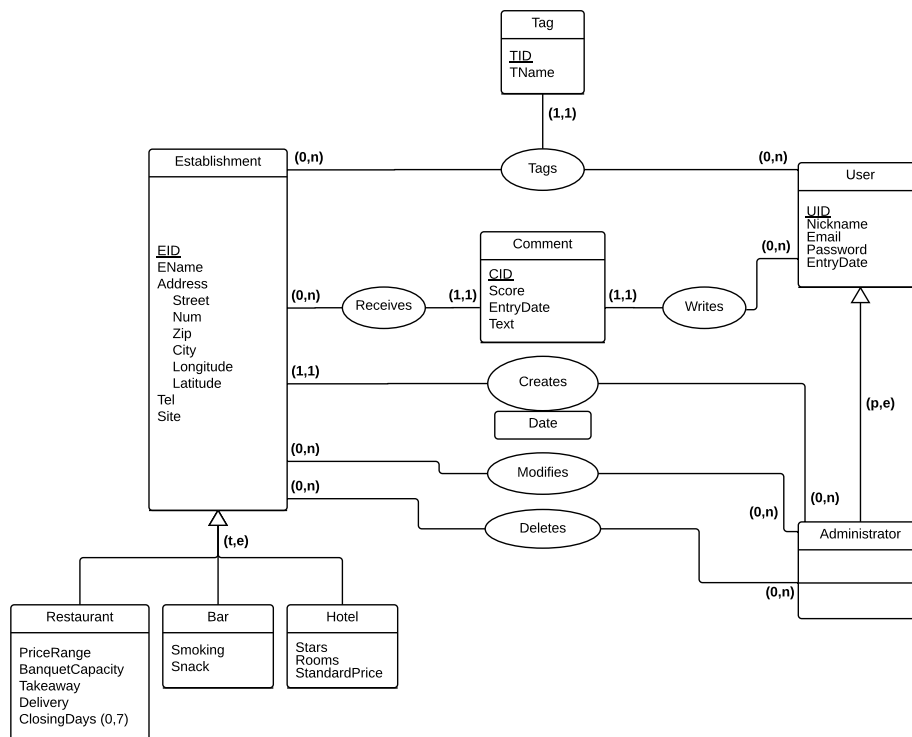 Tag
TID
TName
(1,1)
Establishment
(0,n)
Tags
(0,n)
User
EID
EName
Address
Street
Num
Zip
City
Longitude
Latitude
Tel
Site
UID
Nickname
Email
Password
EntryDate
Comment
CID
Score
EntryDate
Text
(0,n)
Receives
(1,1)
(1,1)
Writes
(0,n)
(1,1)
Creates
Date
(p,e)
(0,n)
Modifies
(0,n)
(0,n)
(0,n)
Deletes
Administrator
(0,n)
(t,e)
Restaurant
PriceRange
BanquetCapacity
Takeaway
Delivery
ClosingDays (0,7)
Bar
Smoking
Snack
Hotel
Stars
Rooms
StandardPrice